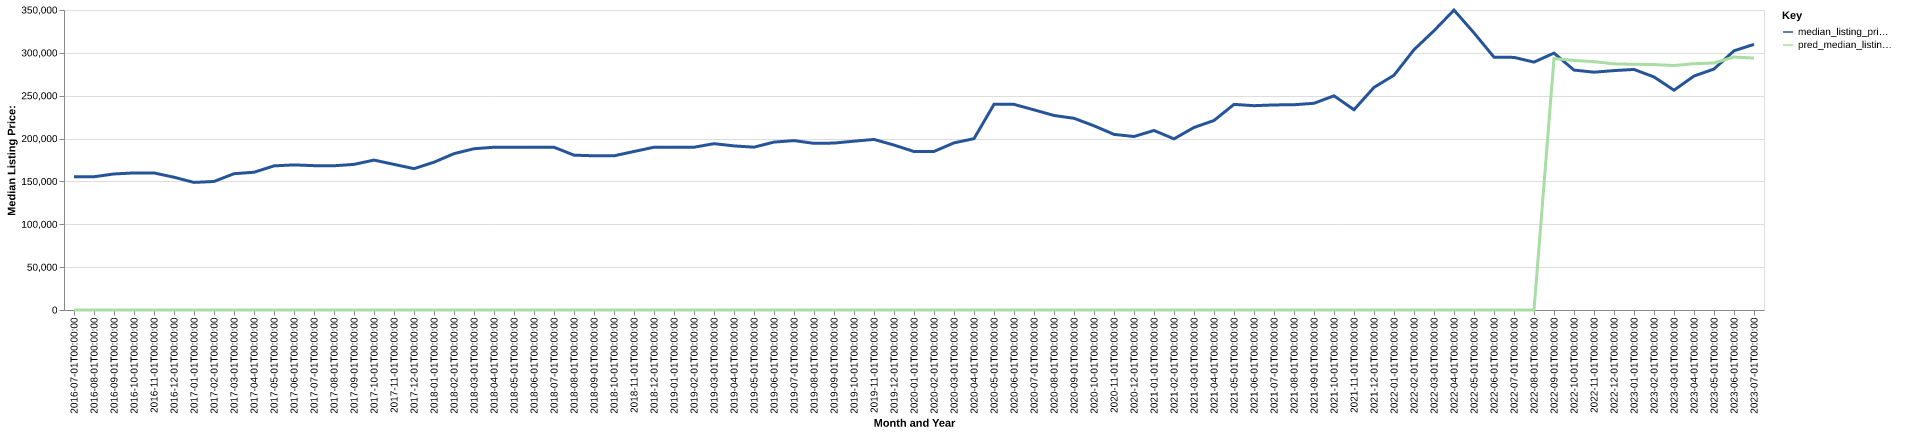 350,000
300,000
250,000
200,000
150,000
100,000
50,000
0
Median Listing Price:
2016-07-01T00:00:00
2016-08-01T00:00:00
2016-09-01T00:00:00
2016-10-01T00:00:00
2016-11-01T00:00:00
2016-12-01T00:00:00
2017-01-01T00:00:00
2017-02-01T00:00:00
2017-03-01T00:00:00
2017-04-01T00:00:00
2017-05-01T00:00:00
2017-06-01T00:00:00
2017-07-01T00:00:00
2017-08-01T00:00:00
2017-09-01T00:00:00
2017-10-01T00:00:00
2017-11-01T00:00:00
2017-12-01T00:00:00
2018-01-01T00:00:00
2018-02-01T00:00:00
2018-03-01T00:00:00
2018-04-01T00:00:00
2018-05-01T00:00:00
2018-06-01T00:00:00
2018-07-01T00:00:00
2018-08-01T00:00:00
2018-09-01T00:00:00
2018-10-01T00:00:00
2018-11-01T00:00:00
2018-12-01T00:00:00
2019-01-01T00:00:00
2019-02-01T00:00:00
2019-03-01T00:00:00
2019-04-01T00:00:00
2019-05-01T00:00:00
2019-06-01T00:00:00
2019-07-01T00:00:00
2019-08-01T00:00:00
2019-09-01T00:00:00
2019-10-01T00:00:00
2019-11-01T00:00:00
2019-12-01T00:00:00
2020-01-01T00:00:00
2020-02-01T00:00:00
2020-03-01T00:00:00
2020-04-01T00:00:00
2020-05-01T00:00:00
2020-06-01T00:00:00
2020-07-01T00:00:00
2020-08-01T00:00:00
2020-09-01T00:00:00
2020-10-01T00:00:00
2020-11-01T00:00:00
2020-12-01T00:00:00
2021-01-01T00:00:00
2021-02-01T00:00:00
2021-03-01T00:00:00
2021-04-01T00:00:00
2021-05-01T00:00:00
2021-06-01T00:00:00
2021-07-01T00:00:00
2021-08-01T00:00:00
2021-09-01T00:00:00
2021-10-01T00:00:00
2021-11-01T00:00:00
2021-12-01T00:00:00
2022-01-01T00:00:00
2022-02-01T00:00:00
2022-03-01T00:00:00
2022-04-01T00:00:00
2022-05-01T00:00:00
2022-06-01T00:00:00
2022-07-01T00:00:00
2022-08-01T00:00:00
2022-09-01T00:00:00
2022-10-01T00:00:00
2022-11-01T00:00:00
2022-12-01T00:00:00
2023-01-01T00:00:00
2023-02-01T00:00:00
2023-03-01T00:00:00
2023-04-01T00:00:00
2023-05-01T00:00:00
2023-06-01T00:00:00
2023-07-01T00:00:00
Month and Year
Key
median_listing_pri…
pred_median_listin…